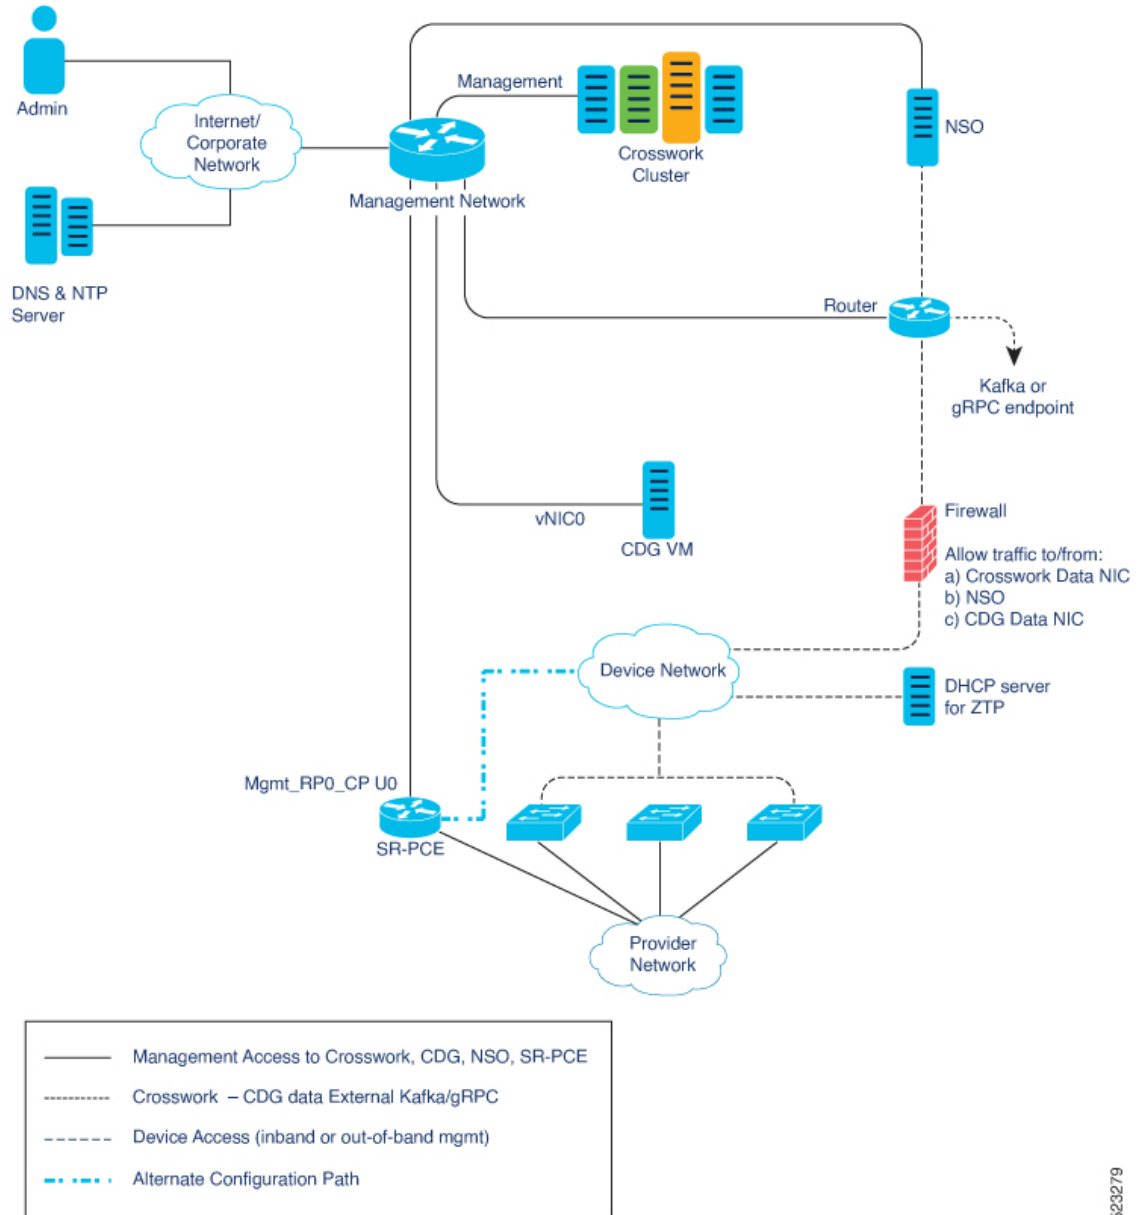 Admin
Internet/
Corporate
Network
Management
Crosswork
Cluster
NSO
Management Network
DNS & NTP
Server
Router
Kafka or
gRPC endpoint
vNIC0
CDG VM
Firewall
Allow traffic to/from:
a) Crosswork Data NIC
b) NSO
c) CDG Data NIC
Device Network
DHCP server
for ZTP
Mgmt_RP0_CP U0
SR-PCE
Provider
Network
Management Access to Crosswork, CDG, NSO, SR-PCE
Crosswork – CDG data External Kafka/gRPC
Device Access (inband or out-of-band mgmt)
Alternate Configuration Path
523279